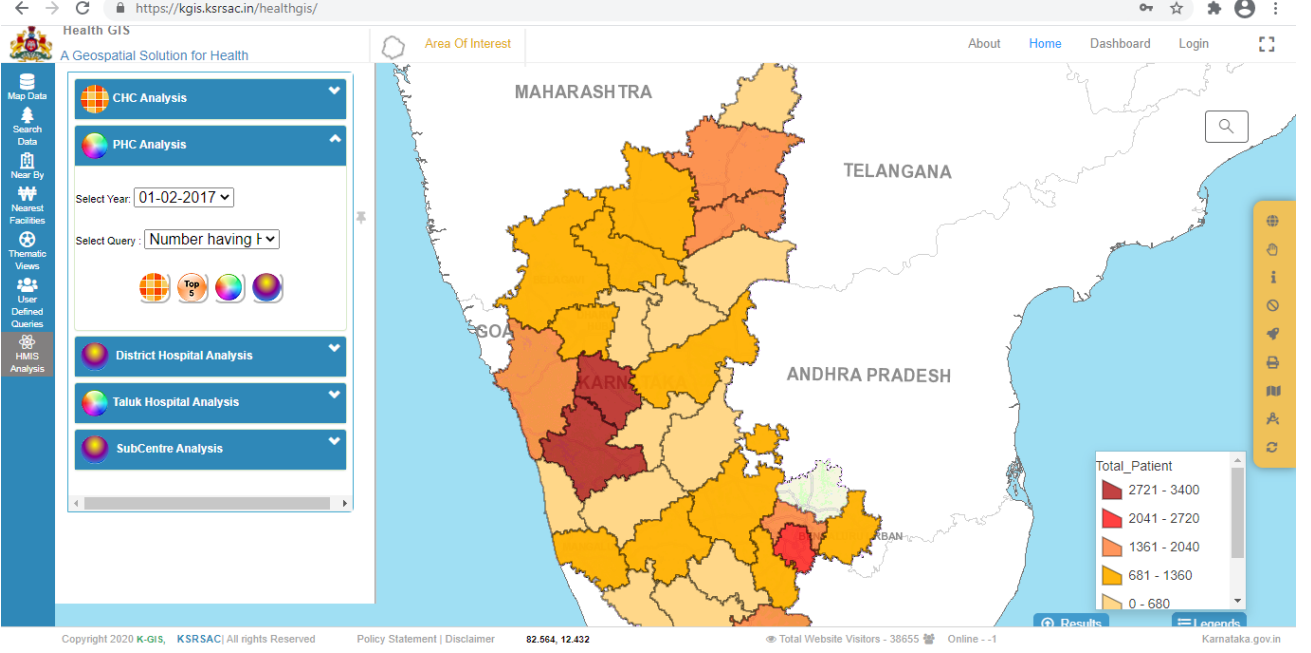 https://kgis.ksrsac.in/healthgis/
Health GIS
A Geospatial Solution for Health
Area Of Interest
About
Home
Dashboard
Login
Map Data
Search
Data
Near By
Nearest
Facilities
Thematic
Views
User
Defined
Queries
HMIS
Analysis
CHC Analysis
PHC Analysis
Select Year: 01-02-2017
Select Query : Number having H
Top
5
District Hospital Analysis
Taluk Hospital Analysis
SubCentre Analysis
MAHARASHTRA
TELANGANA
GOA
KARNATAKA
ANDHRA PRADESH
RBAN
Total_Patient
2721 - 3400
2041 - 2720
1361 - 2040
681 - 1360
0 - 680
Results
Legends
Copyright 2020 K-GIS, KSRSAC| All rights Reserved
Policy Statement | Disclaimer
82.564, 12.432
Total Website Visitors - 38655
Online - -1
Karnataka.gov.in